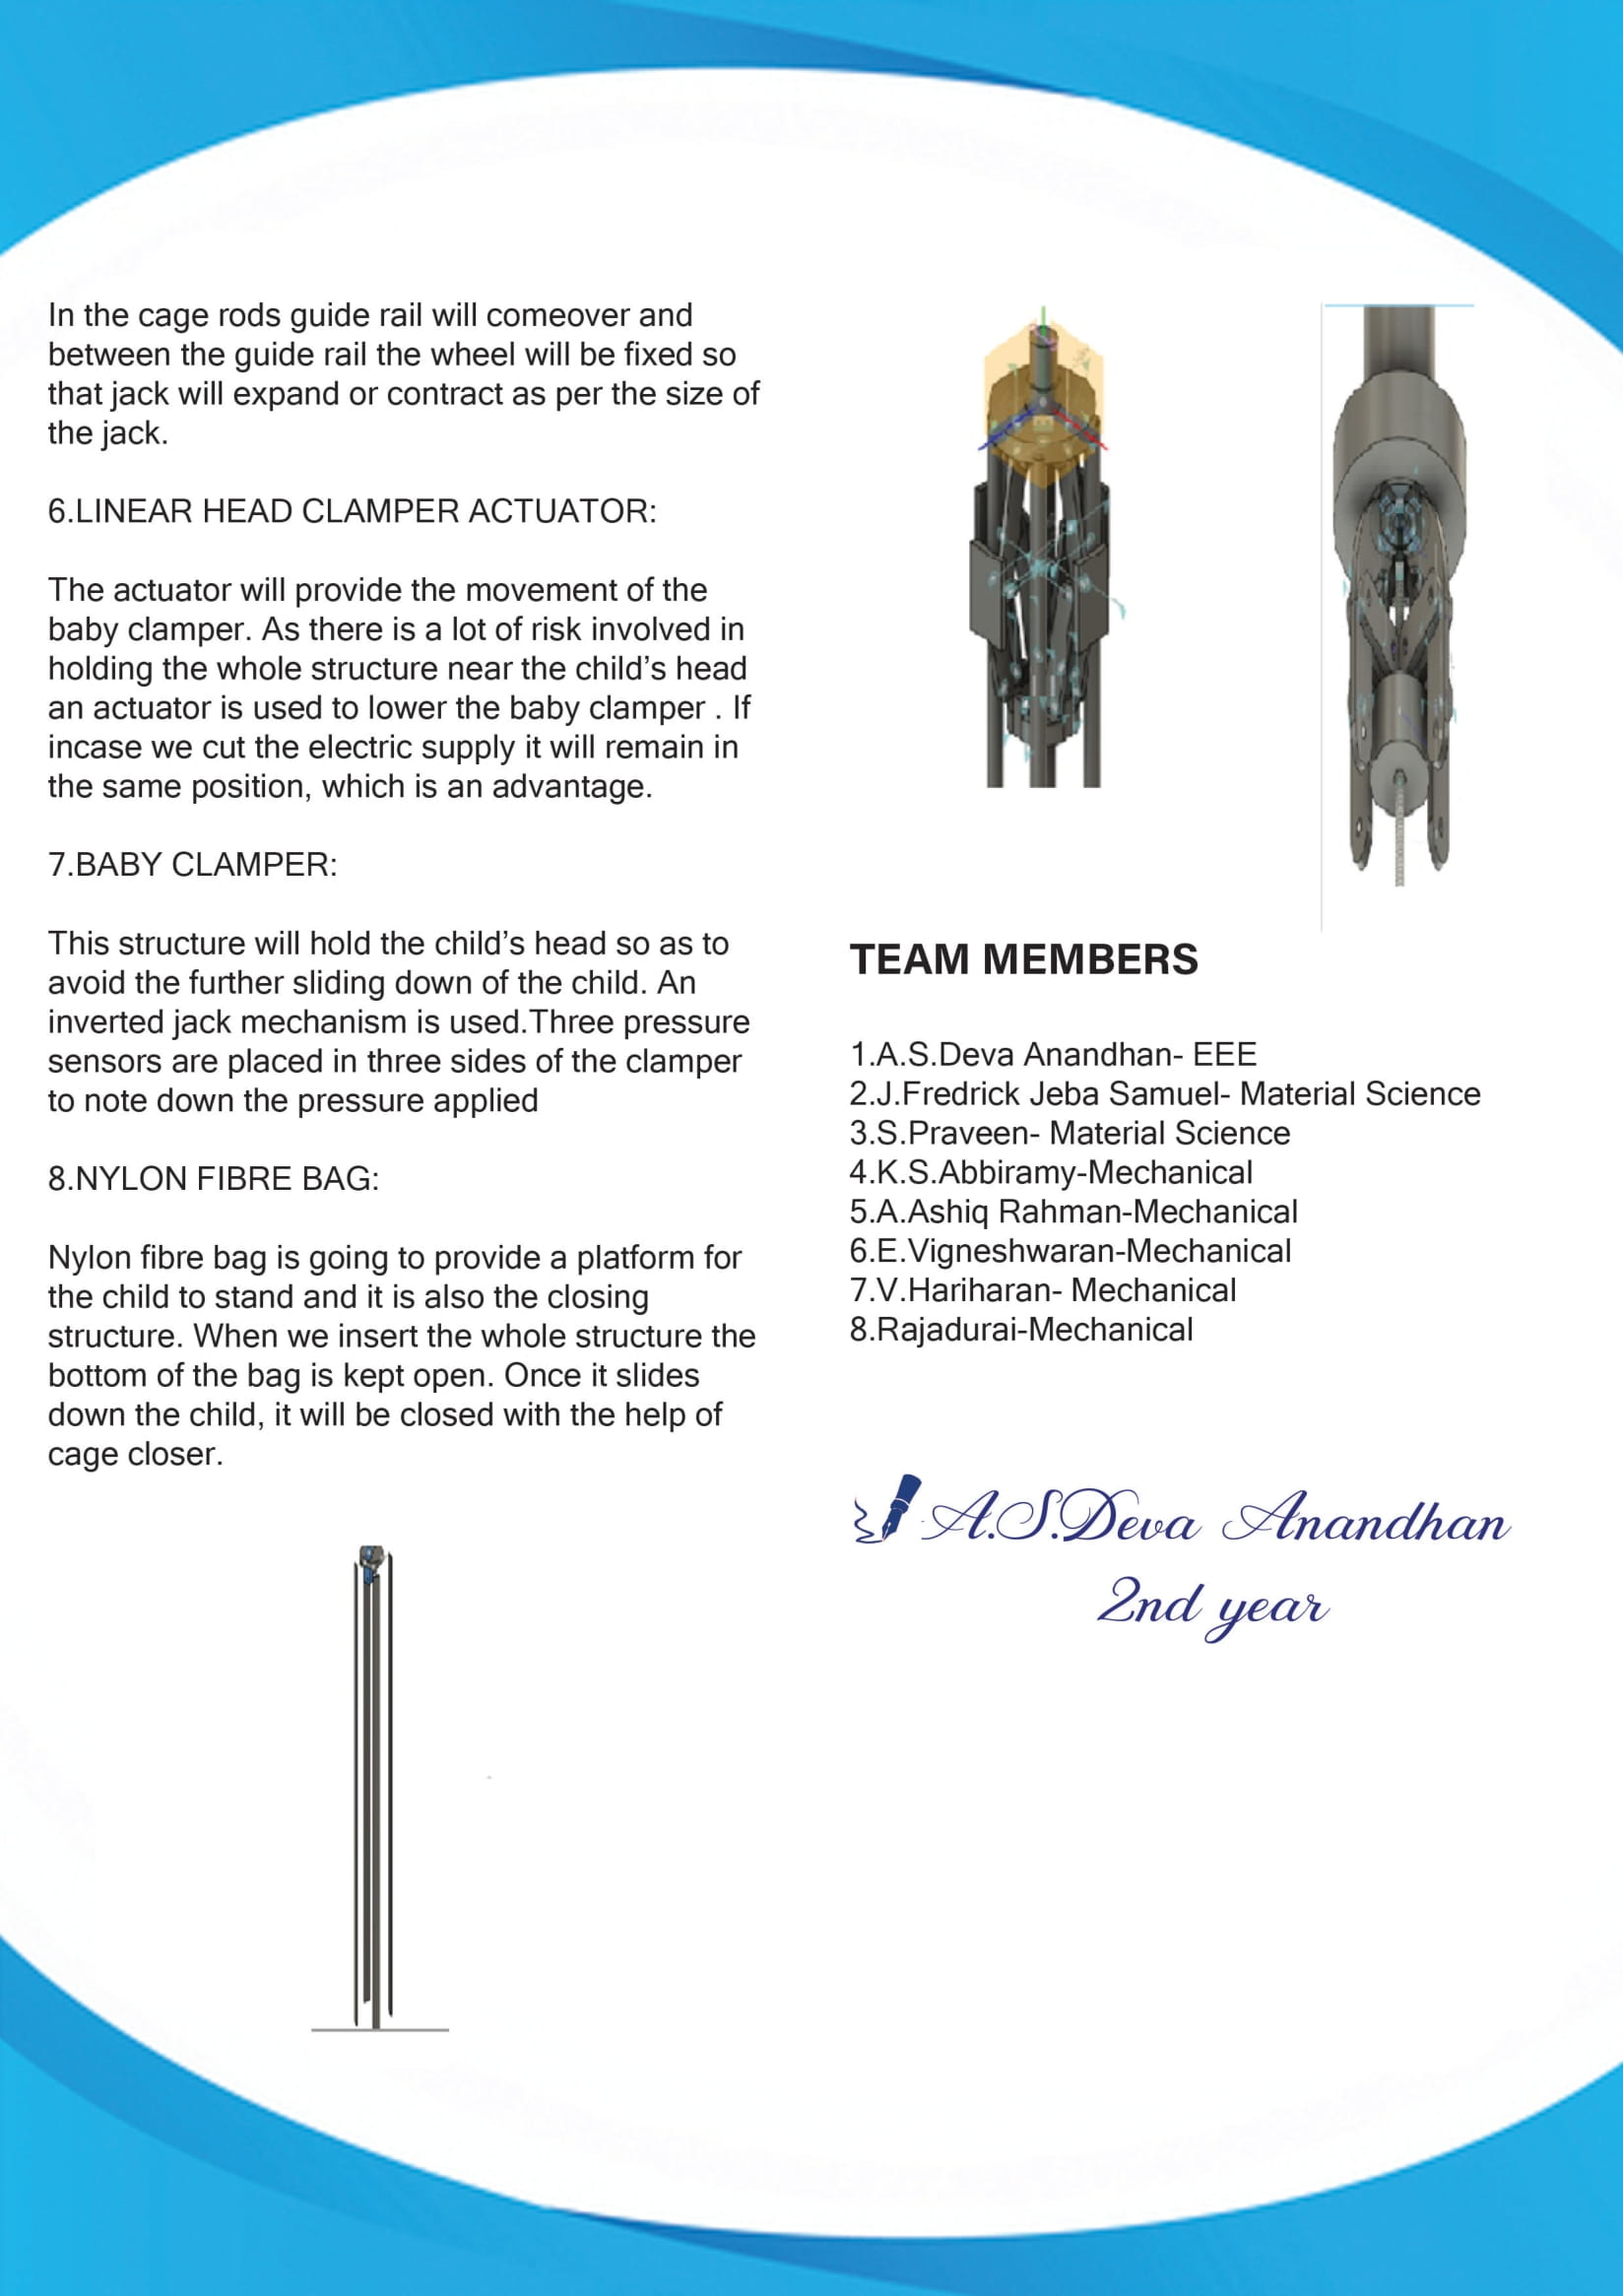 In the cage rods guide rail will comeover and
between the guide rail the wheel will be fixed so
that jack will expand or contract as per the size of
the jack.
6.LINEAR HEAD CLAMPER ACTUATOR:
The actuator will provide the movement of the
baby clamper. As there is a lot of risk involved in
holding the whole structure near the child’s head
an actuator is used to lower the baby clamper . If
incase we cut the electric supply it will remain in
the same position, which is an advantage.
7.BABY CLAMPER:
This structure will hold the child’s head so as to
avoid the further sliding down of the child. An
inverted jack mechanism is used.Three pressure
sensors are placed in three sides of the clamper
to note down the pressure applied
8.NYLON FIBRE BAG:
Nylon fibre bag is going to provide a platform for
the child to stand and it is also the closing
structure. When we insert the whole structure the
bottom of the bag is kept open. Once it slides
down the child, it will be closed with the help of
cage closer.
TEAM MEMBERS
1.A.S.Deva Anandhan- EEE
2.J.Fredrick Jeba Samuel- Material Science
3.S.Praveen- Material Science
4.K.S.Abbiramy-Mechanical
5.A.Ashiq Rahman-Mechanical
6.E.Vigneshwaran-Mechanical
7.V.Hariharan- Mechanical
8.Rajadurai-Mechanical
A.S.Deva Anandhan
2nd year